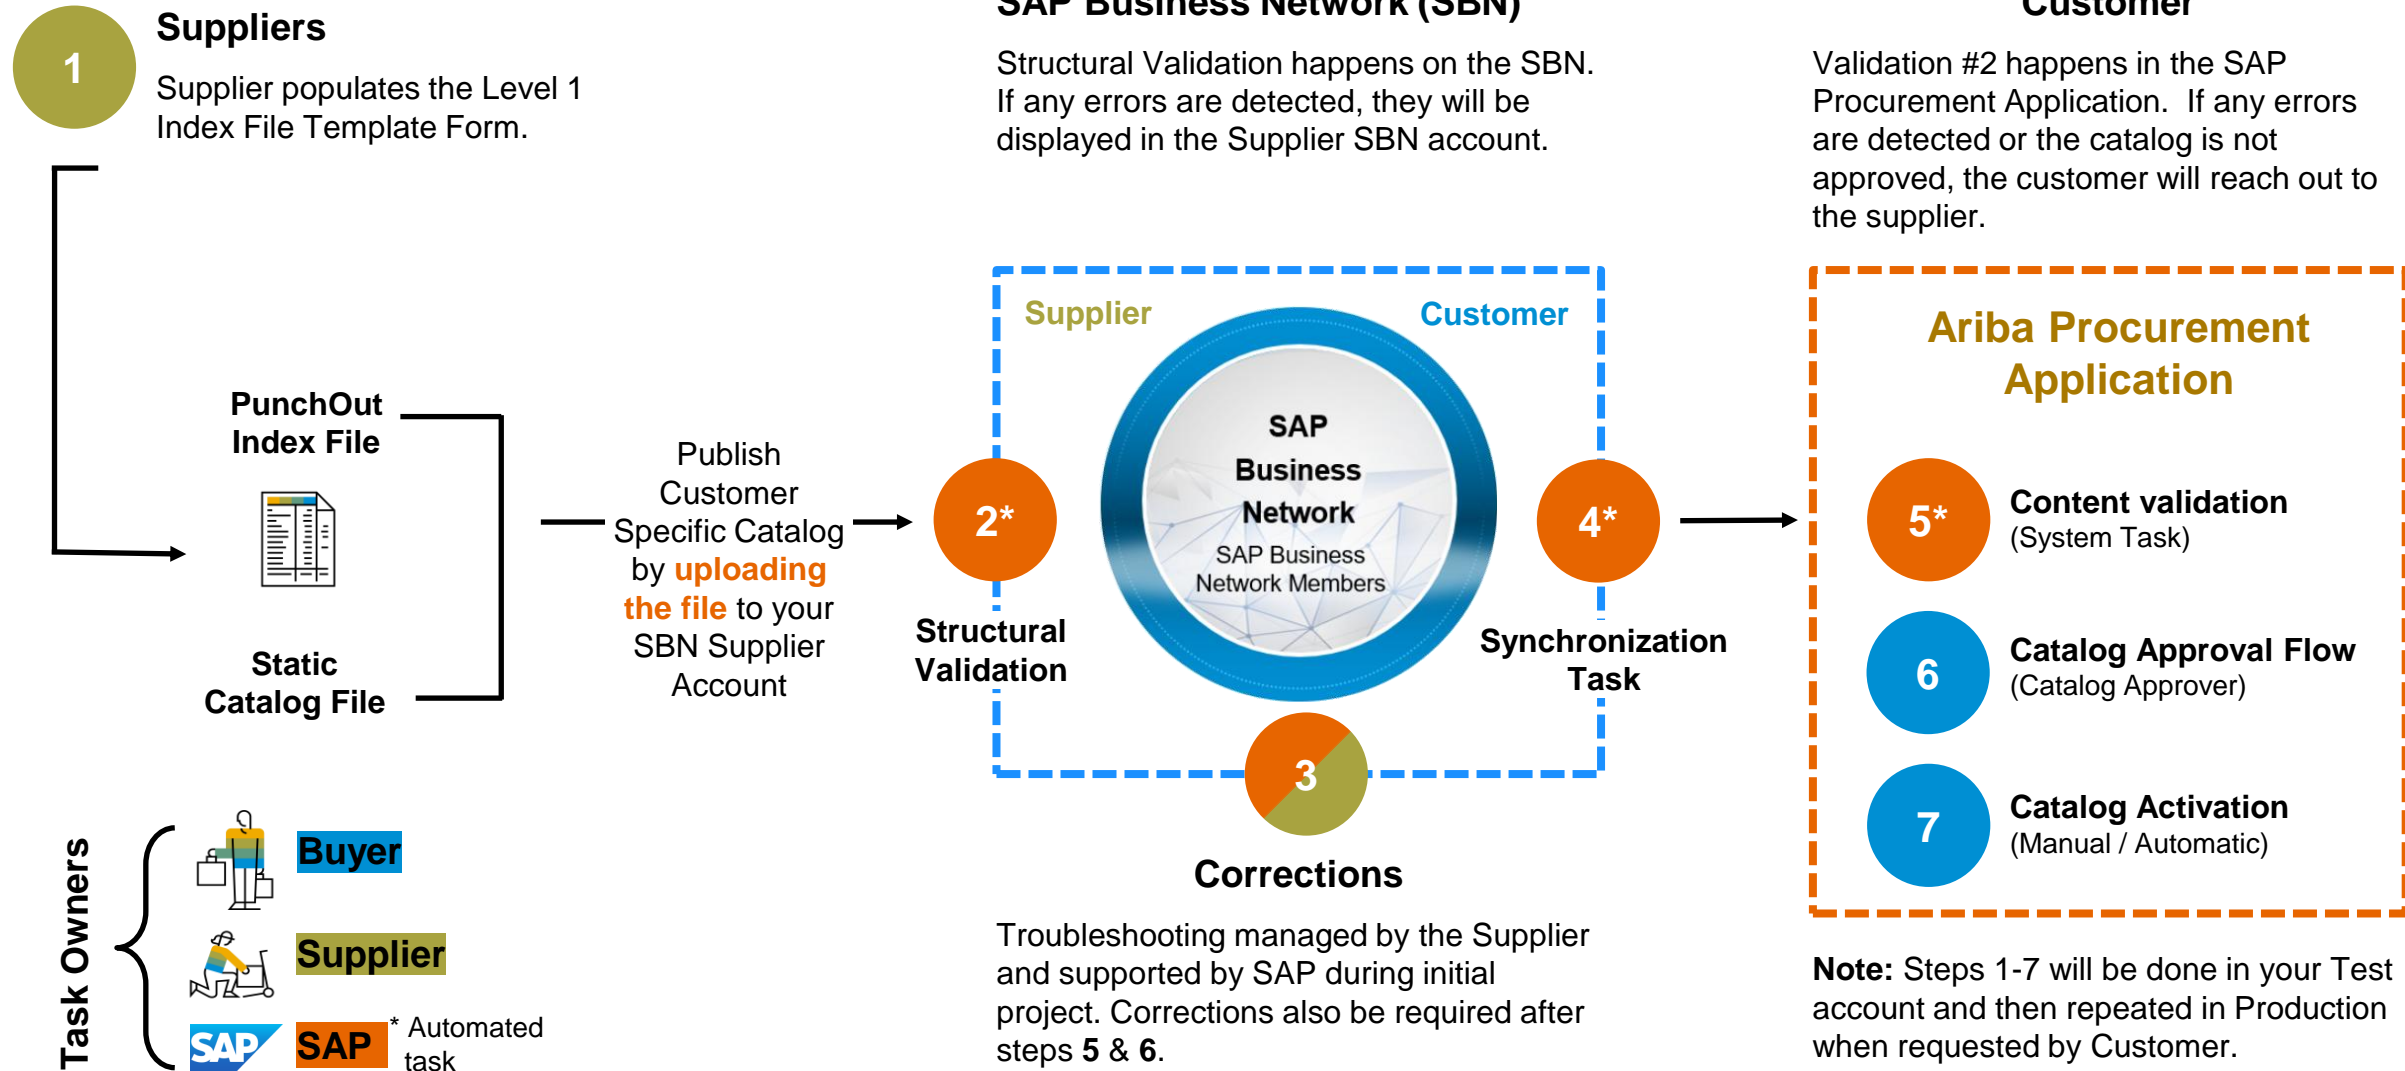 1
Suppliers
Supplier populates the Level 1
Index File Template Form.
SAP Business Network (SBN)
Structural Validation happens on the SBN.
If any errors are detected, they will be
displayed in the Supplier SBN account.
Customer
Validation #2 happens in the SAP
Procurement Application.  If any errors
are detected or the catalog is not
approved, the customer will reach out to
the supplier.
PunchOut
Index File
Static
Catalog File
Publish
Customer
Specific Catalog
by uploading
the file to your
SBN Supplier
Account
Supplier
Customer
2*
Structural
Validation
SAP
Business
Network
SAP Business
Network Members
4*
Synchronization
Task
3
Corrections
Troubleshooting managed by the Supplier
and supported by SAP during initial
project. Corrections also be required after
steps 5 & 6.
Ariba Procurement
Application
5*
Content validation
(System Task)
6
Catalog Approval Flow
(Catalog Approver)
7
Catalog Activation
(Manual / Automatic)
Note: Steps 1-7 will be done in your Test
account and then repeated in Production
when requested by Customer.
Task Owners
Buyer
Supplier
SAP
SAP
* Automated
task